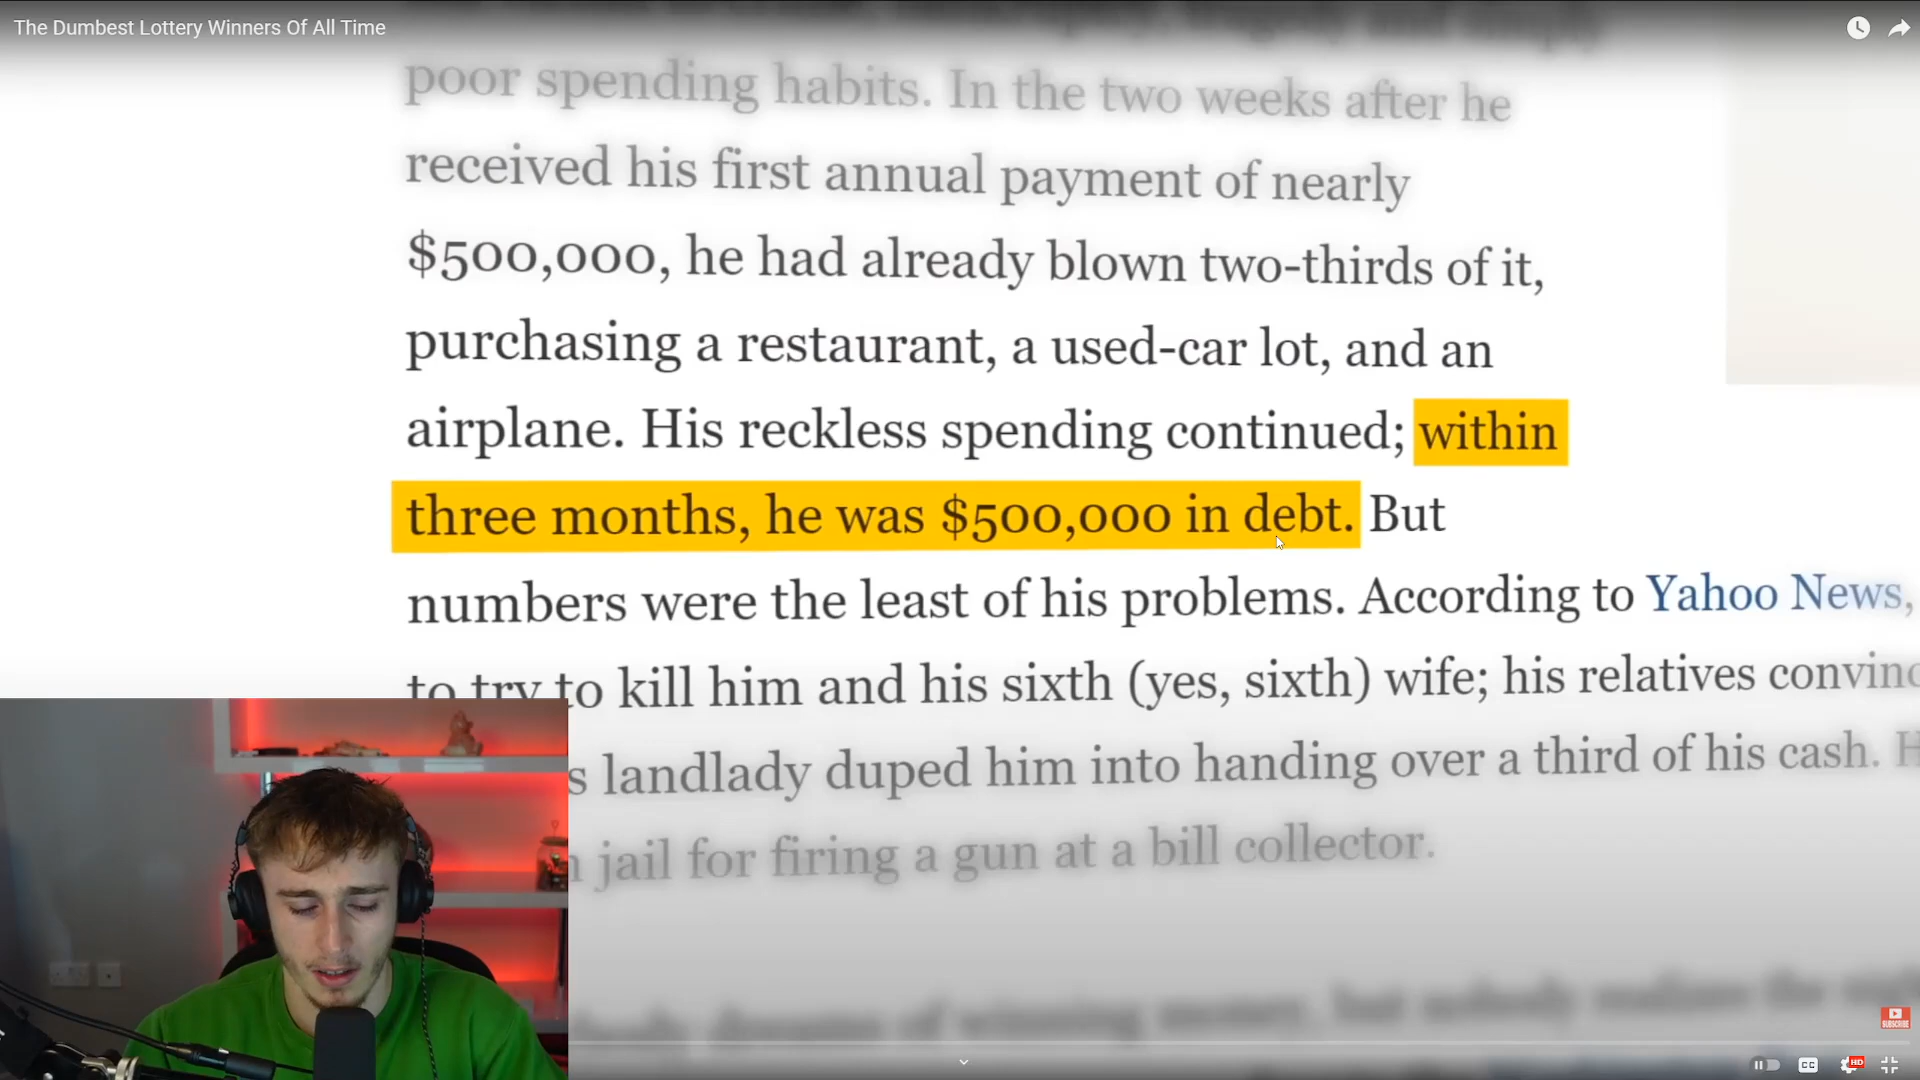 The Dumbest Lottery Winners Of All Time
poor spending habits. In the two weeks after he
received his first annual payment of nearly
$500,000, he had already blown two-thirds of it,
purchasing a restaurant, a used-car lot, and an
airplane. His reckless spending continued; within
three months, he was $500,000 in debt. But
numbers were the least of his problems. According to Yahoo News,
to try to kill him and his sixth (yes, sixth) wife; his relatives convinc
s landlady duped him into handing over a third of his cash. H
jail for firing a gun at a bill collector.
SUBSCRIBE
CC
HD